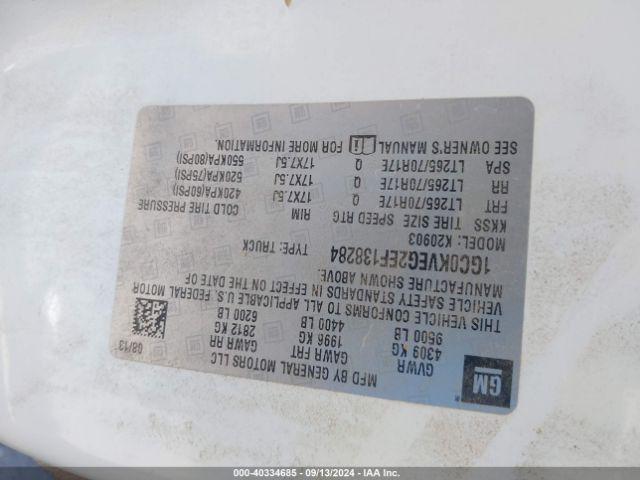 MFD BY GENERAL MOTORS LLC 08/13
GVWR GAWR FRT GAWR RR
4309 KG 1996 KG 2812 KG
9500 LB 4400 LB 6200 LB
THIS VEHICLE CONFORMS TO ALL APPLICABLE U.S. FEDERAL MOTOR
VEHICLE SAFETY STANDARDS IN EFFECT ON THE DATE OF
MANUFACTURE SHOWN ABOVE.
1GC0KVEG2EF138284 TYPE: TRUCK
MODEL: K20903
KKSS TIRE SIZE SPEED RTG RIM COLD TIRE PRESSURE
FRT LT265/70R17E Q 17X7.5J 420KPA(60PSI)
RR LT265/70R17E Q 17X7.5J 520KPA(75PSI)
SPA LT265/70R17E Q 17X7.5J 550KPA(80PSI)
SEE OWNER'S MANUAL FOR MORE INFORMATION.
GM
000-40334685 - 09/13/2024 - IAA Inc.